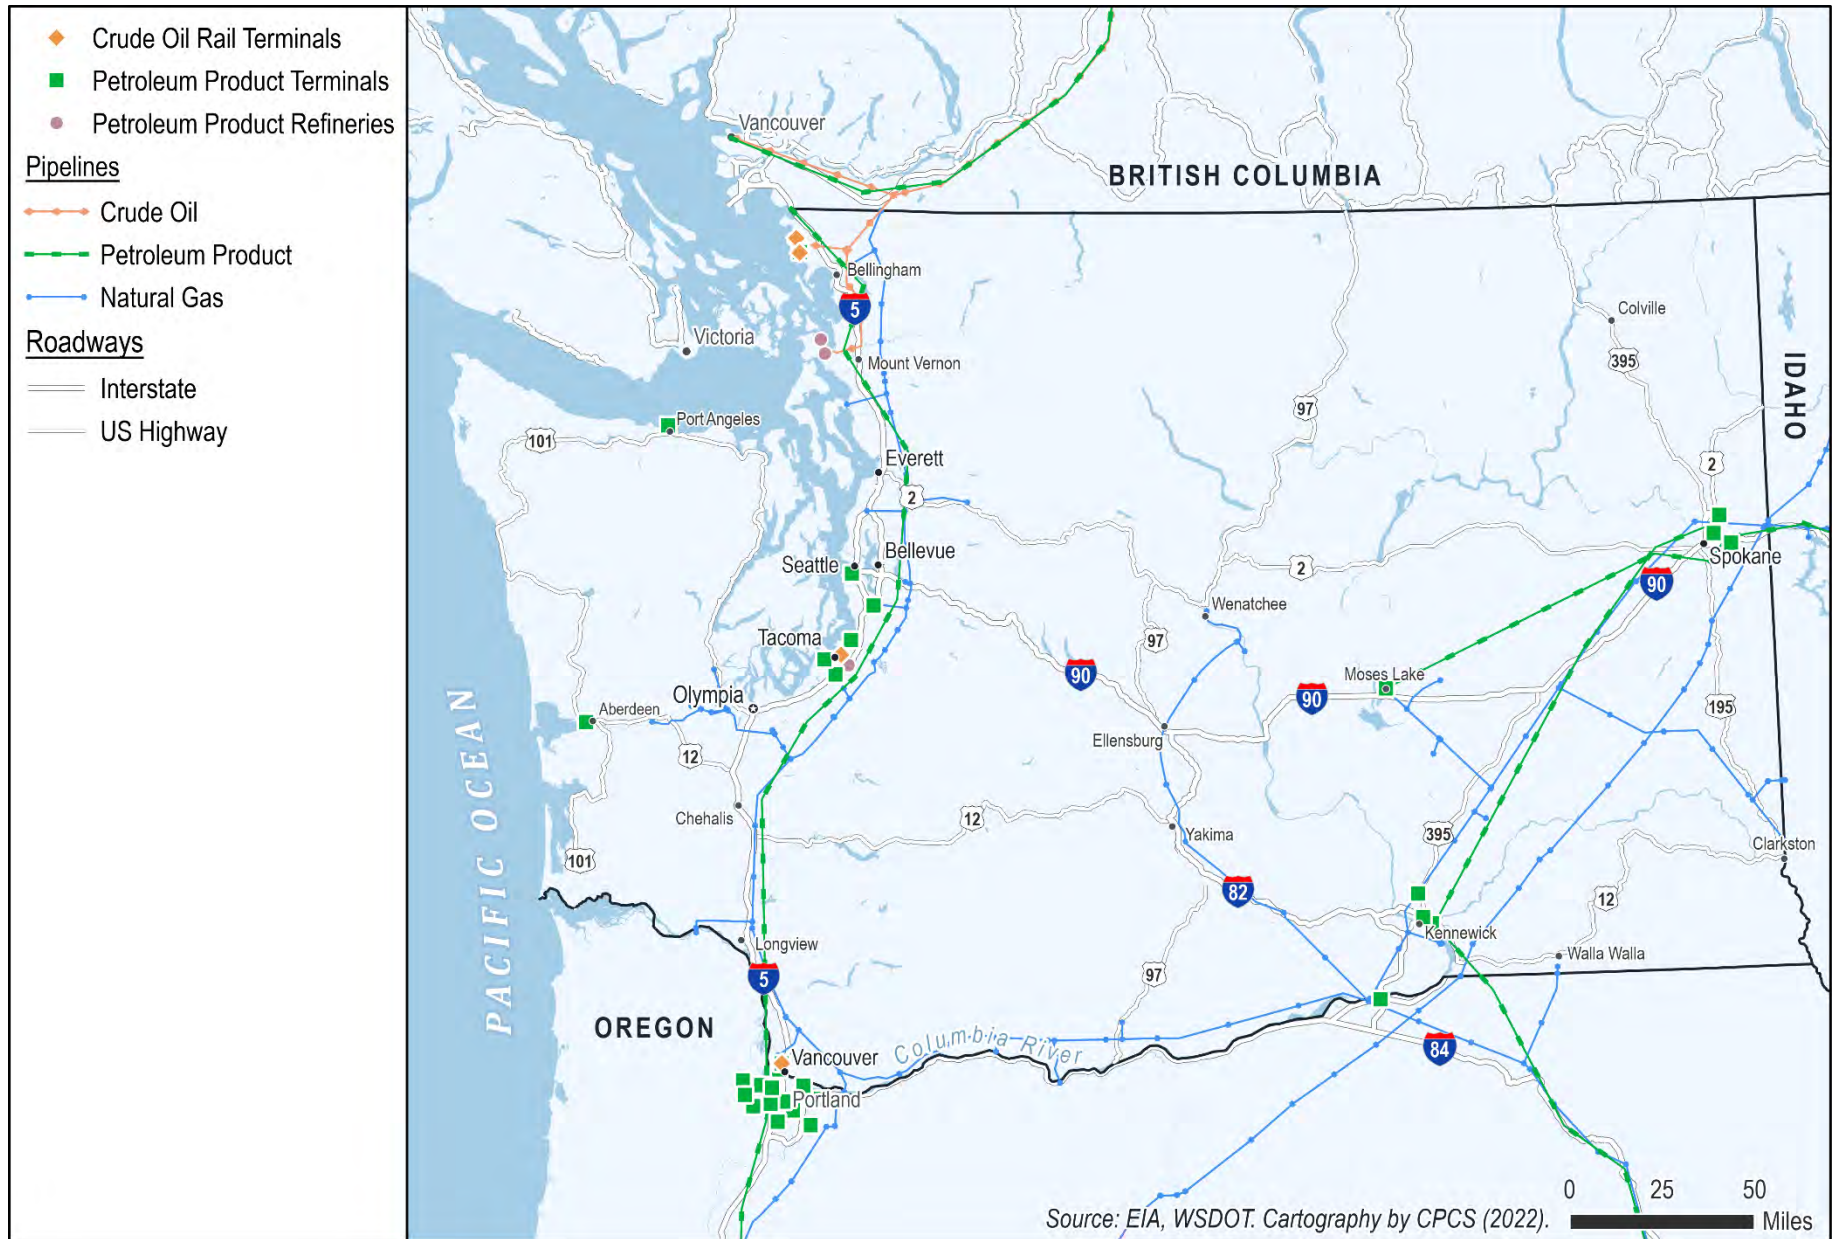 Crude Oil Rail Terminals
Petroleum Product Terminals
Petroleum Product Refineries
Pipelines
Crude Oil
Petroleum Product
Natural Gas
Roadways
Interstate
US Highway
Vancouver
BRITISH COLUMBIA
Bellingham
5
Colville
Victoria
395
IDAHO
Mount Vernon
97
Port Angeles
101
Everett
2
2
Bellevue
Seattle
Spokane
2
90
Wenatchee
Tacoma
97
90
Moses Lake
90
Olympia
Aberdeen
195
12
Ellensburg
PACIFIC OCEAN
Chehalis
12
Yakima
395
Clarkston
101
82
12
Kennewick
Longview
Walla Walla
5
97
OREGON
Columbia River
Vancouver
84
Portland
0 25 50
Miles
Source: EIA, WSDOT. Cartography by CPCS (2022).